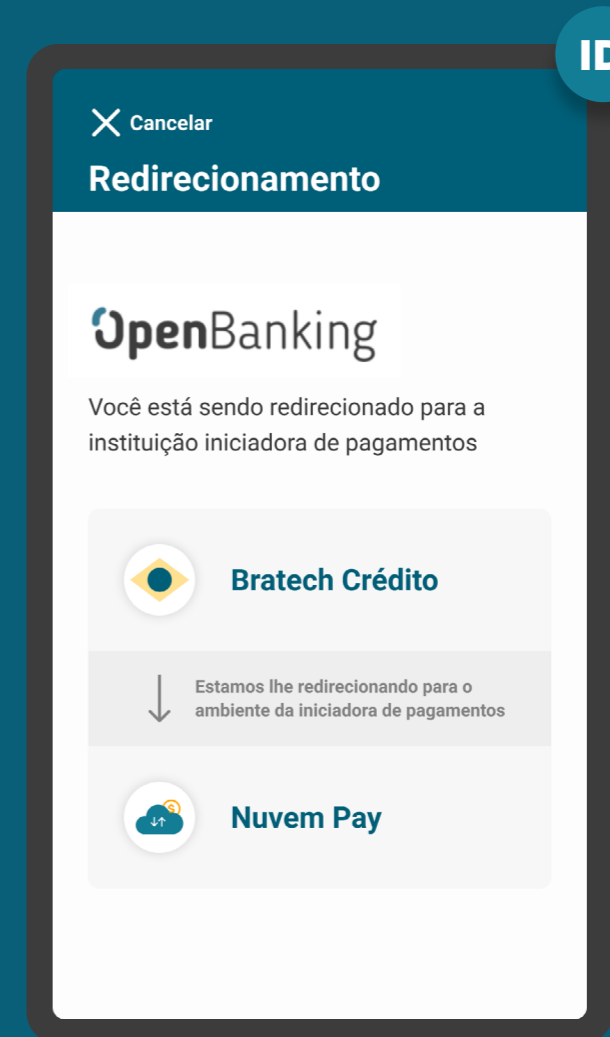 ID
Cancelar
Redirecionamento
OpenBanking
Você está sendo redirecionado para a
instituição iniciadora de pagamentos
Bratech Crédito
Estamos lhe redirecionando para o
ambiente da iniciadora de pagamentos
$
Nuvem Pay